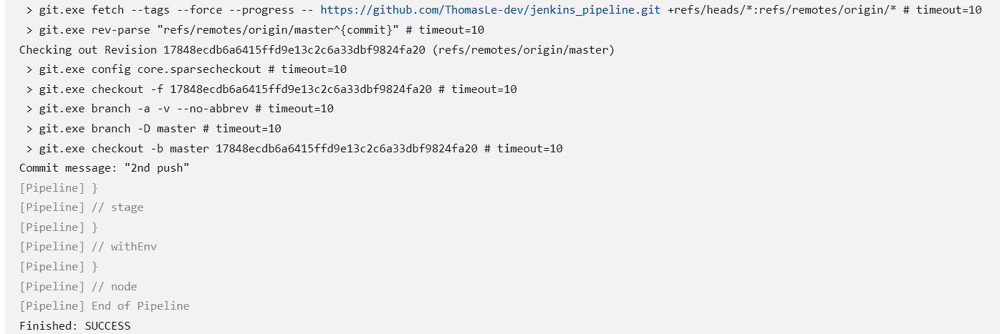 > git.exe fetch --tags --force --progress -- https://github.com/ThomasLe-dev/jenkins_pipeline.git +refs/heads/*:refs/remotes/origin/* # timeout=10
> git.exe rev-parse "refs/remotes/origin/master^{commit}" # timeout=10
Checking out Revision 17848ecdb6a6415ffd9e13c2c6a33dbf9824fa20 (refs/remotes/origin/master)
> git.exe config core.sparsecheckout # timeout=10
> git.exe checkout -f 17848ecdb6a6415ffd9e13c2c6a33dbf9824fa20 # timeout=10
> git.exe branch -a -v --no-abbrev # timeout=10
> git.exe branch -D master # timeout=10
> git.exe checkout -b master 17848ecdb6a6415ffd9e13c2c6a33dbf9824fa20 # timeout=10
Commit message: "2nd push"
[Pipeline] }
[Pipeline] // stage
[Pipeline] }
[Pipeline] // withEnv
[Pipeline] }
[Pipeline] // node
[Pipeline] End of Pipeline
Finished: SUCCESS